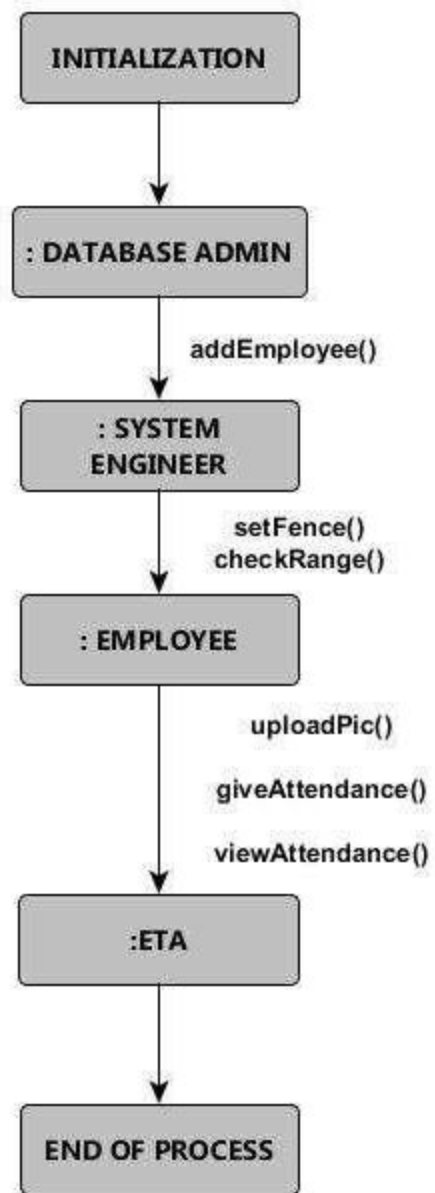 INITIALIZATION
: DATABASE ADMIN
addEmployee()
: SYSTEM
ENGINEER
setFence()
checkRange()
: EMPLOYEE
uploadPic()
giveAttendance()
viewAttendance()
:ETA
END OF PROCESS